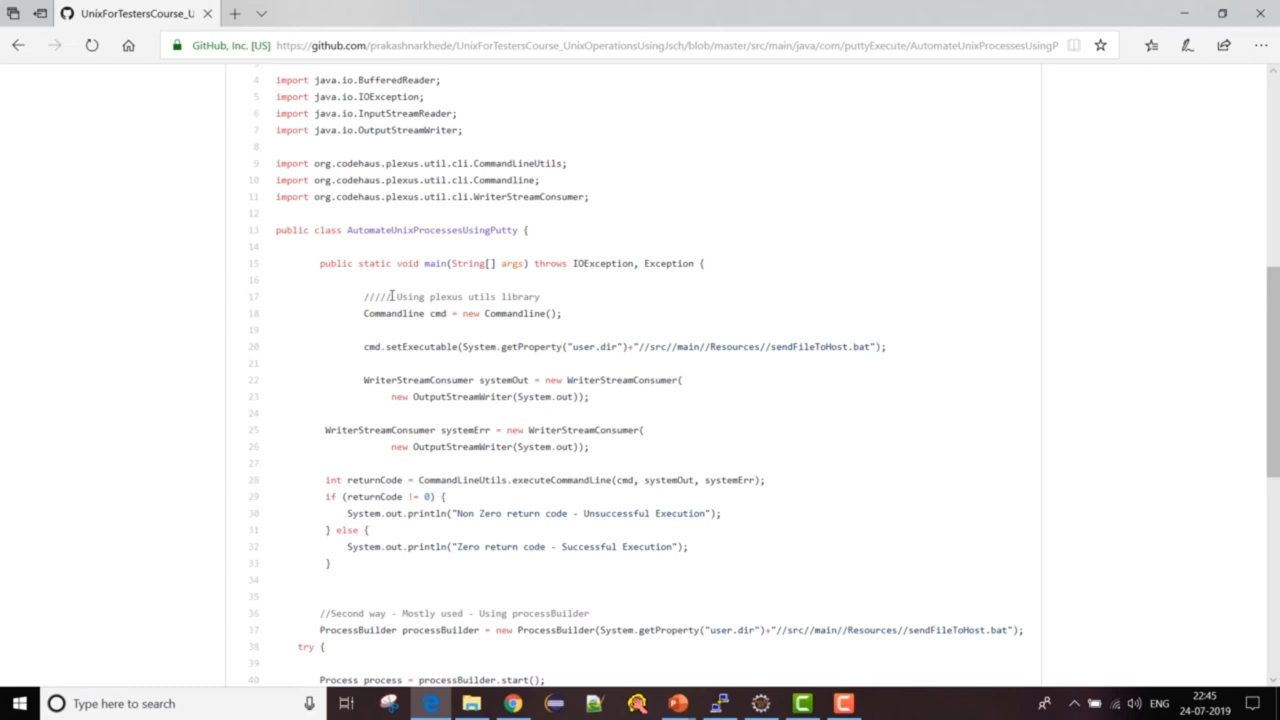 UnixForTestersCourse_U
GitHub, Inc. [US] https://github.com/prakashnarkhede/UnixForTestersCourse_UnixOperationsUsingJsch/blob/master/src/main/java/com/puttyExecute/AutomateUnixProcessesUsingP
4 import java.io.BufferedReader;
5 import java.io.IOException;
6 import java.io.InputStreamReader;
7 import java.io.OutputStreamWriter;
8
9 import org.codehaus.plexus.util.cli.CommandLineUtils;
10 import org.codehaus.plexus.util.cli.Commandline;
11 import org.codehaus.plexus.util.cli.WriterStreamConsumer;
12
13 public class AutomateUnixProcessesUsingPutty {
14
15 public static void main(String[] args) throws IOException, Exception {
16
17 /////Using plexus utils library
18 Commandline cmd = new Commandline();
19
20 cmd.setExecutable(System.getProperty("user.dir")+"//src//main//Resources//sendFileToHost.bat");
21
22 WriterStreamConsumer systemOut = new WriterStreamConsumer(
23 new OutputStreamWriter(System.out));
24
25 WriterStreamConsumer systemErr = new WriterStreamConsumer(
26 new OutputStreamWriter(System.out));
27
28 int returnCode = CommandLineUtils.executeCommandLine(cmd, systemOut, systemErr);
29 if (returnCode != 0) {
30 System.out.println("Non Zero return code - Unsuccessful Execution");
31 } else {
32 System.out.println("Zero return code - Successful Execution");
33 }
34
35
36 //Second way - Mostly used - Using processBuilder
37 ProcessBuilder processBuilder = new ProcessBuilder(System.getProperty("user.dir")+"//src//main//Resources//sendFileToHost.bat");
38 try {
39
40 Process process = processBuilder.start();
Type here to search
ENG
22:45
24-07-2019